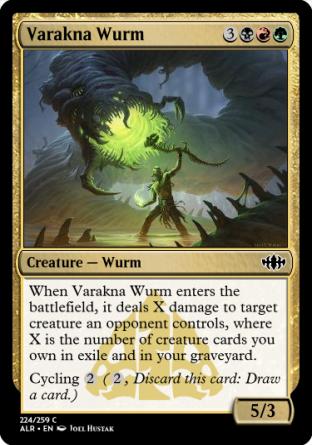 Varakna Wurm 3
Creature — Wurm
When Varakna Wurm enters the
battlefield, it deals X damage to target
creature an opponent controls, where
X is the number of creature cards you
own in exile and in your graveyard.
Cycling 2 ( 2, Discard this card: Draw
a card.)
5/3
224/259 C
ALR • EN Joel Hustak